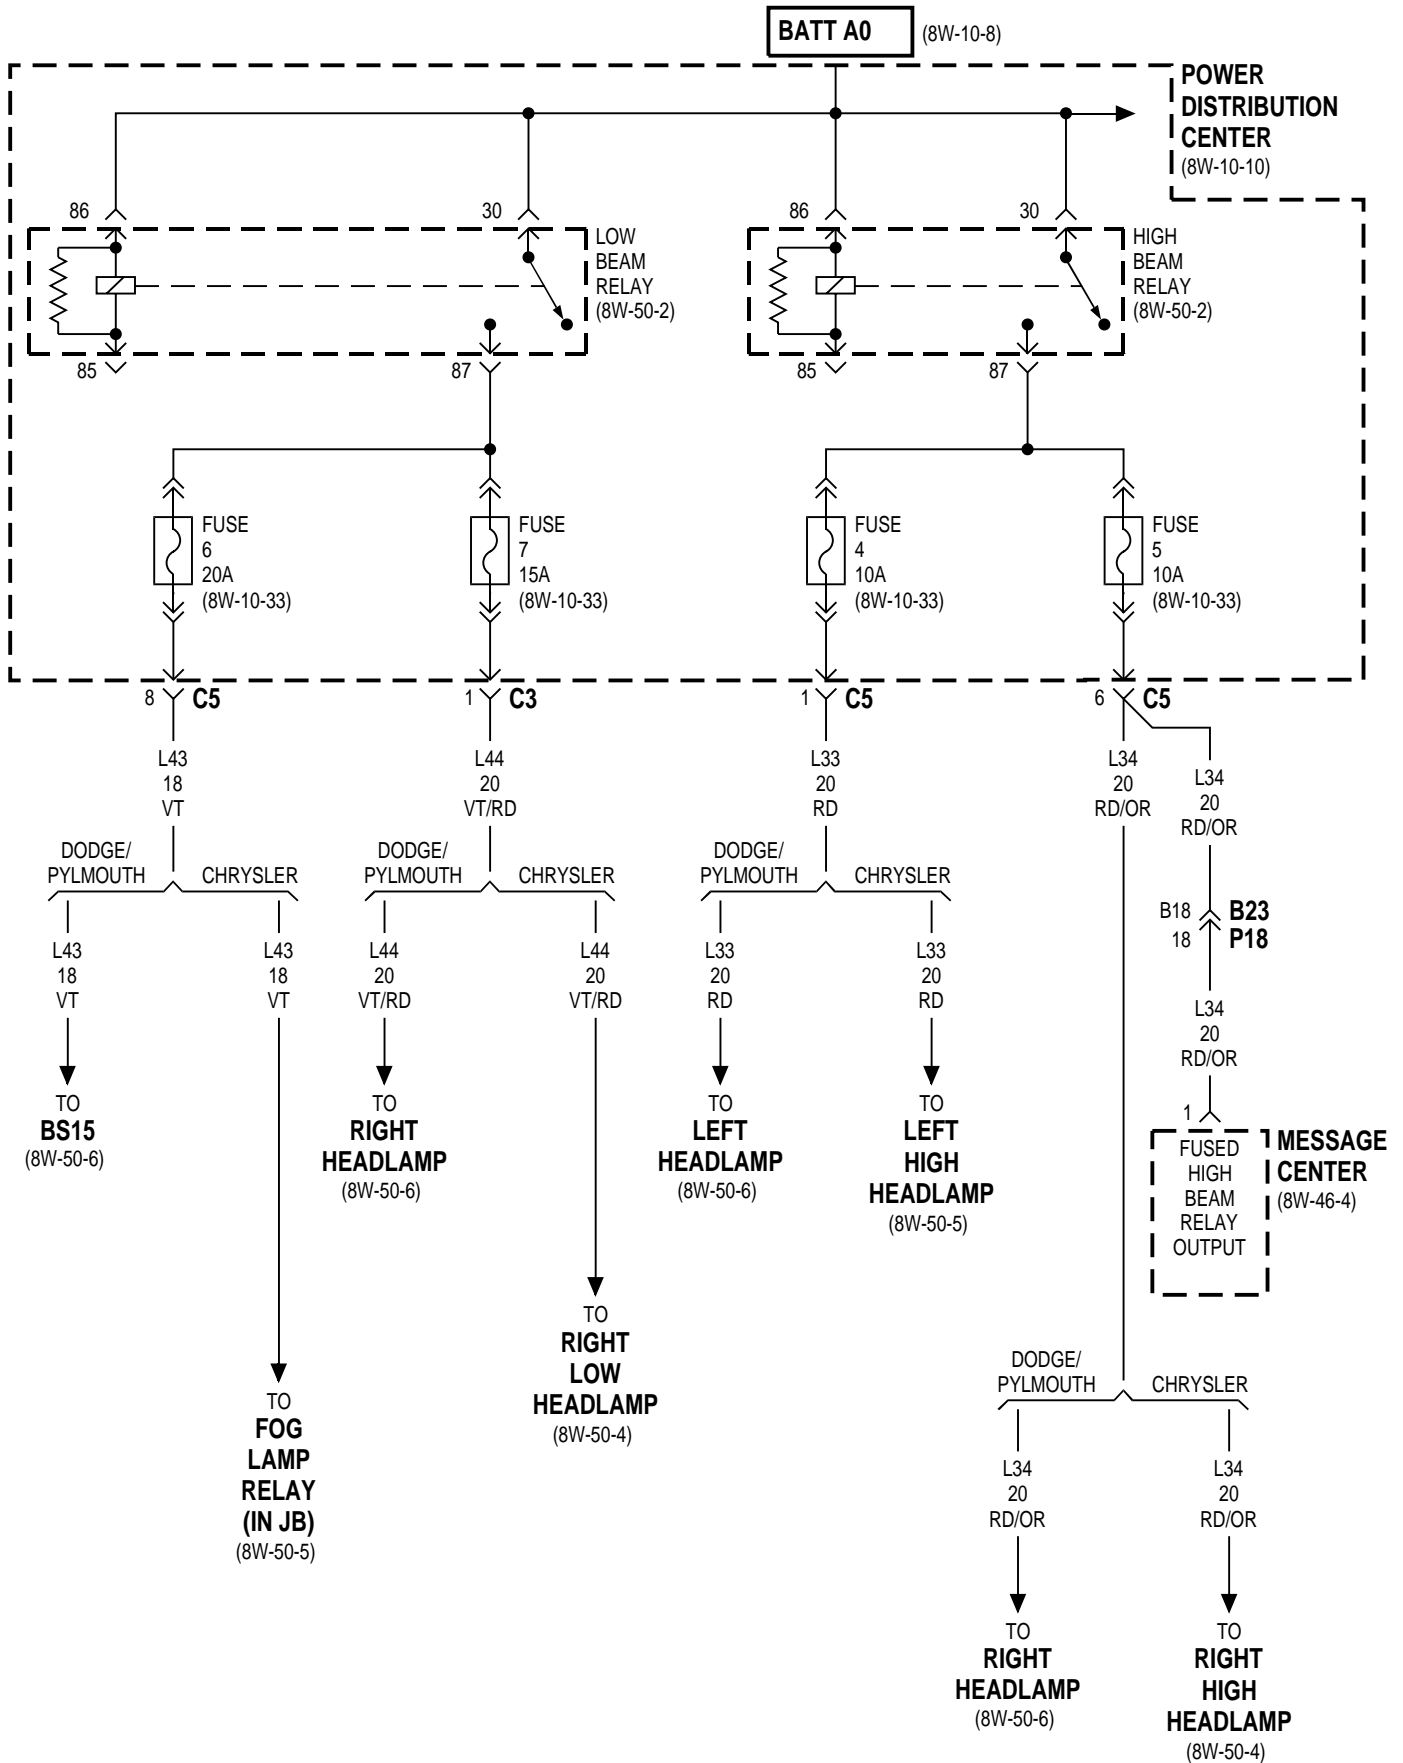 BATT A0 (8W-10-8)
POWER
DISTRIBUTION
CENTER
(8W-10-10)
86
30
LOW
BEAM
RELAY
(8W-50-2)
85
87
86
30
HIGH
BEAM
RELAY
(8W-50-2)
85
87
FUSE
6
20A
(8W-10-33)
FUSE
7
15A
(8W-10-33)
FUSE
4
10A
(8W-10-33)
FUSE
5
10A
(8W-10-33)
8 C5
1 C3
1 C5
6 C5
L43
18
VT
L44
20
VT/RD
L33
20
RD
L34
20
RD/OR
L34
20
RD/OR
DODGE/
PYLMOUTH
CHRYSLER
DODGE/
PYLMOUTH
CHRYSLER
DODGE/
PYLMOUTH
CHRYSLER
B18 B23
18 P18
L43
18
VT
L43
18
VT
L44
20
VT/RD
L44
20
VT/RD
L33
20
RD
L33
20
RD
L34
20
RD/OR
TO
BS15
(8W-50-6)
TO
RIGHT
HEADLAMP
(8W-50-6)
TO
LEFT
HEADLAMP
(8W-50-6)
TO
LEFT
HIGH
HEADLAMP
(8W-50-5)
1
FUSED
HIGH
BEAM
RELAY
OUTPUT
MESSAGE
CENTER
(8W-46-4)
TO
RIGHT
LOW
HEADLAMP
(8W-50-4)
TO
FOG
LAMP
RELAY
(IN JB)
(8W-50-5)
DODGE/
PYLMOUTH
CHRYSLER
L34
20
RD/OR
L34
20
RD/OR
TO
RIGHT
HEADLAMP
(8W-50-6)
TO
RIGHT
HIGH
HEADLAMP
(8W-50-4)